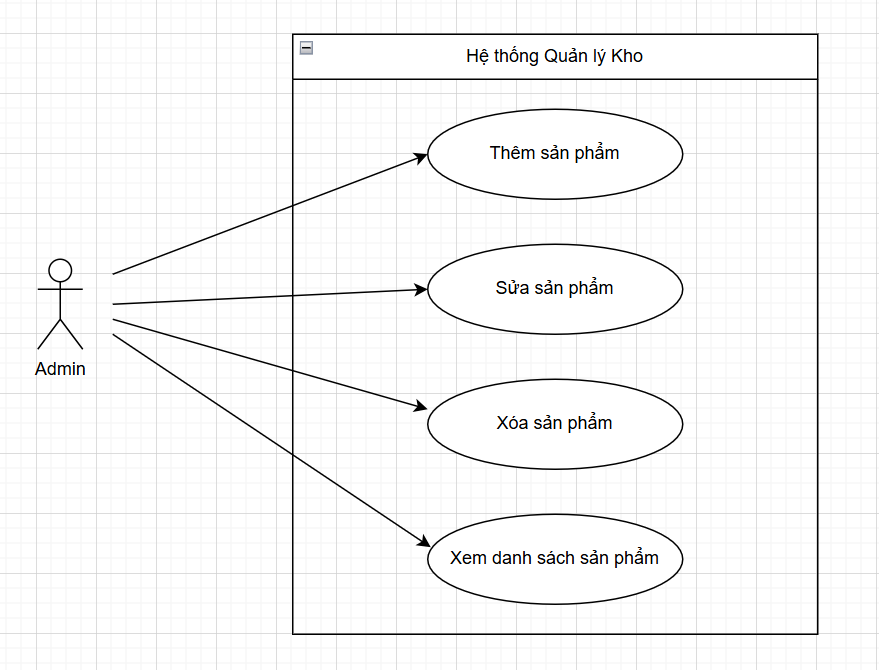 Hệ thống Quản lý Kho
Thêm sản phẩm
Sửa sản phẩm
Admin
Xóa sản phẩm
Xem danh sách sản phẩm